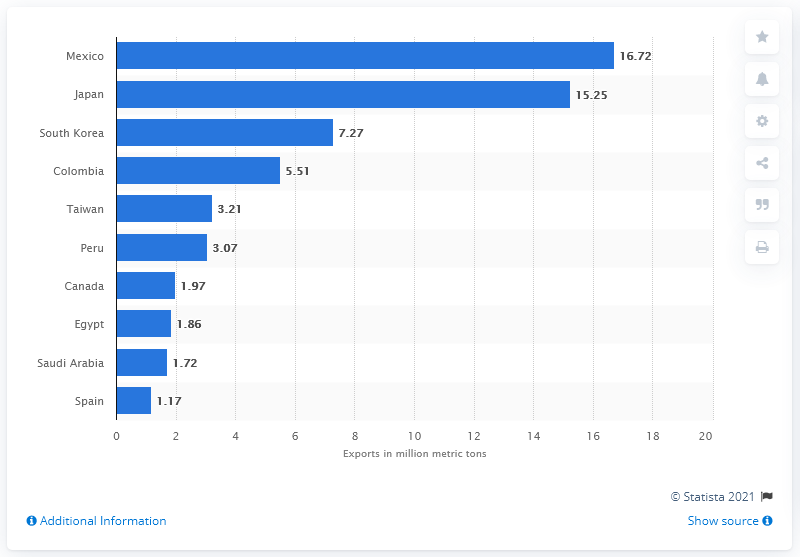 Mexico 16.72
Japan 15.25
South Korea 7.27
Colombia 5.51
Taiwan 3.21
Peru 3.07
Canada 1.97
Egypt 1.86
Saudi Arabia 1.72
Spain 1.17
0 2 4 6 8 10 12 14 16 18 20
Exports in million metric tons
© Statista 2021
Additional Information Show source